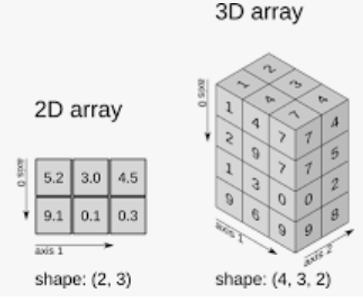 3D array
2D array
axis 0
5.2 3.0 4.5
9.1 0.1 0.3
axis 1
shape: (2, 3)
axis 0
1 2
4 3
7 4
1 4 7 7 4
2 9 7 7 5
1 3 0 0 2
9 6 9 9 8
axis 1
axis 2
shape: (4, 3, 2)